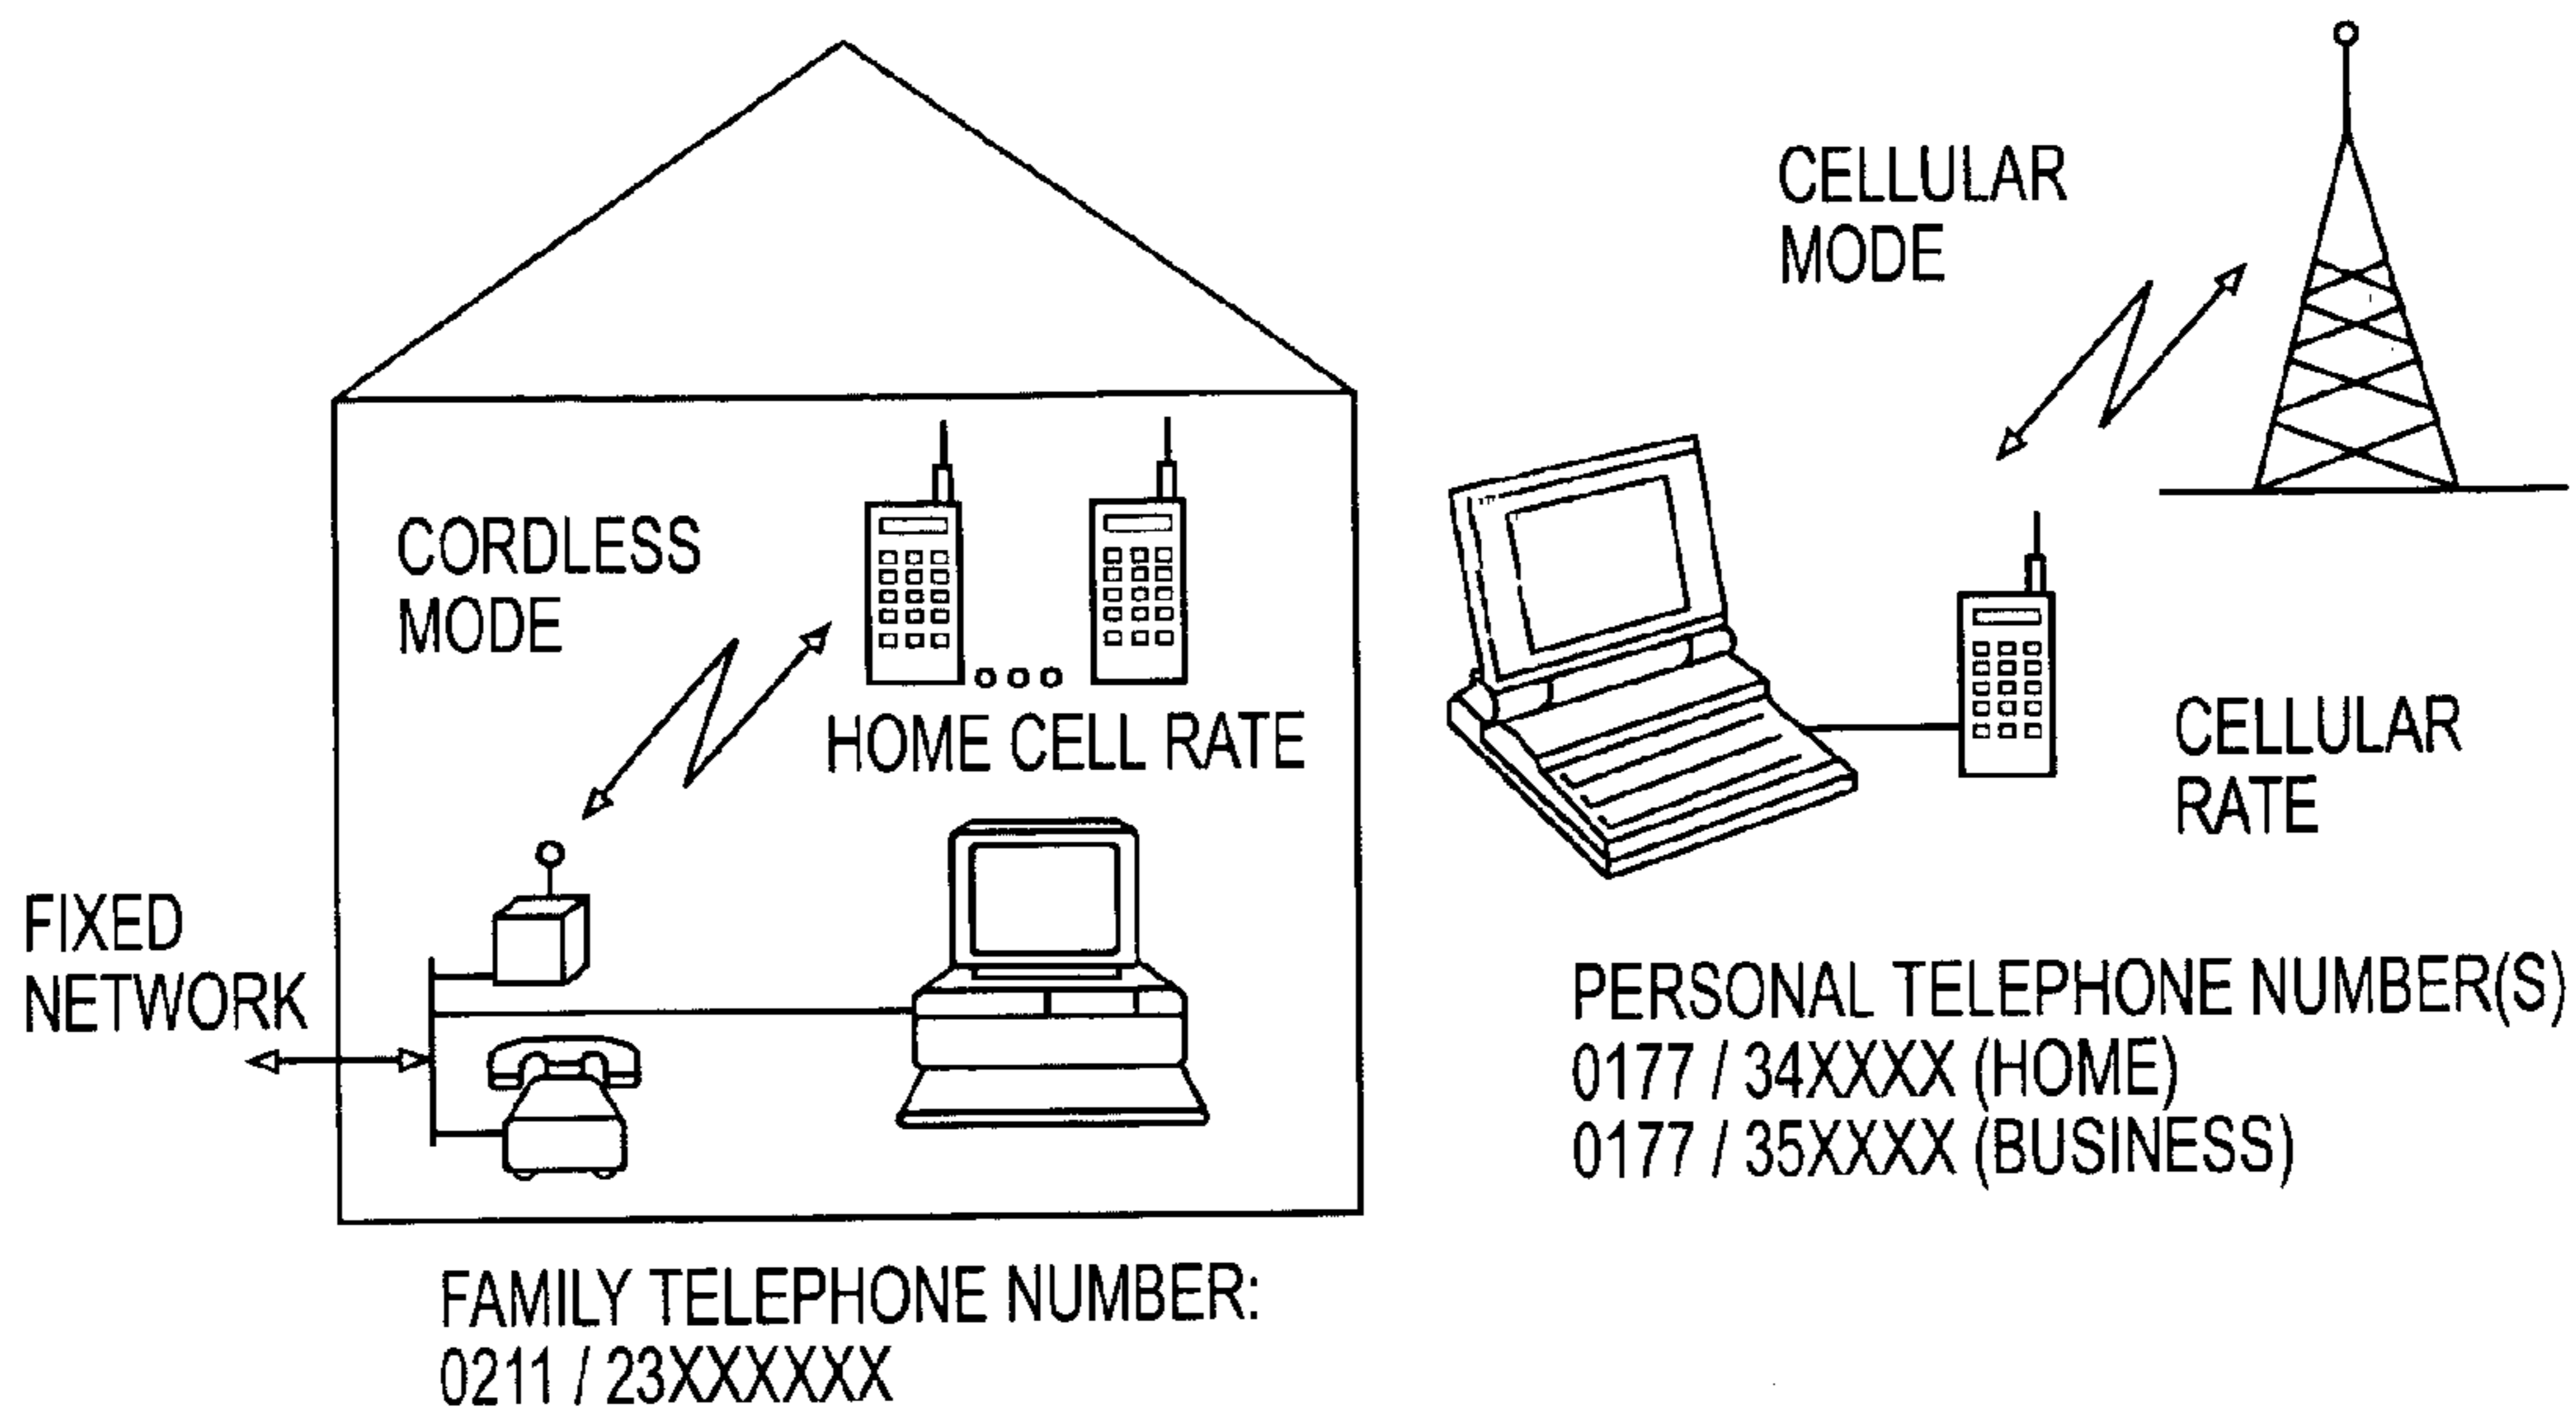 CELLULAR
MODE
CORDLESS
MODE
HOME CELL RATE
CELLULAR
RATE
FIXED
NETWORK
PERSONAL TELEPHONE NUMBER(S)
0177 / 34XXXX (HOME)
0177 / 35XXXX (BUSINESS)
FAMILY TELEPHONE NUMBER:
0211 / 23XXXXXX